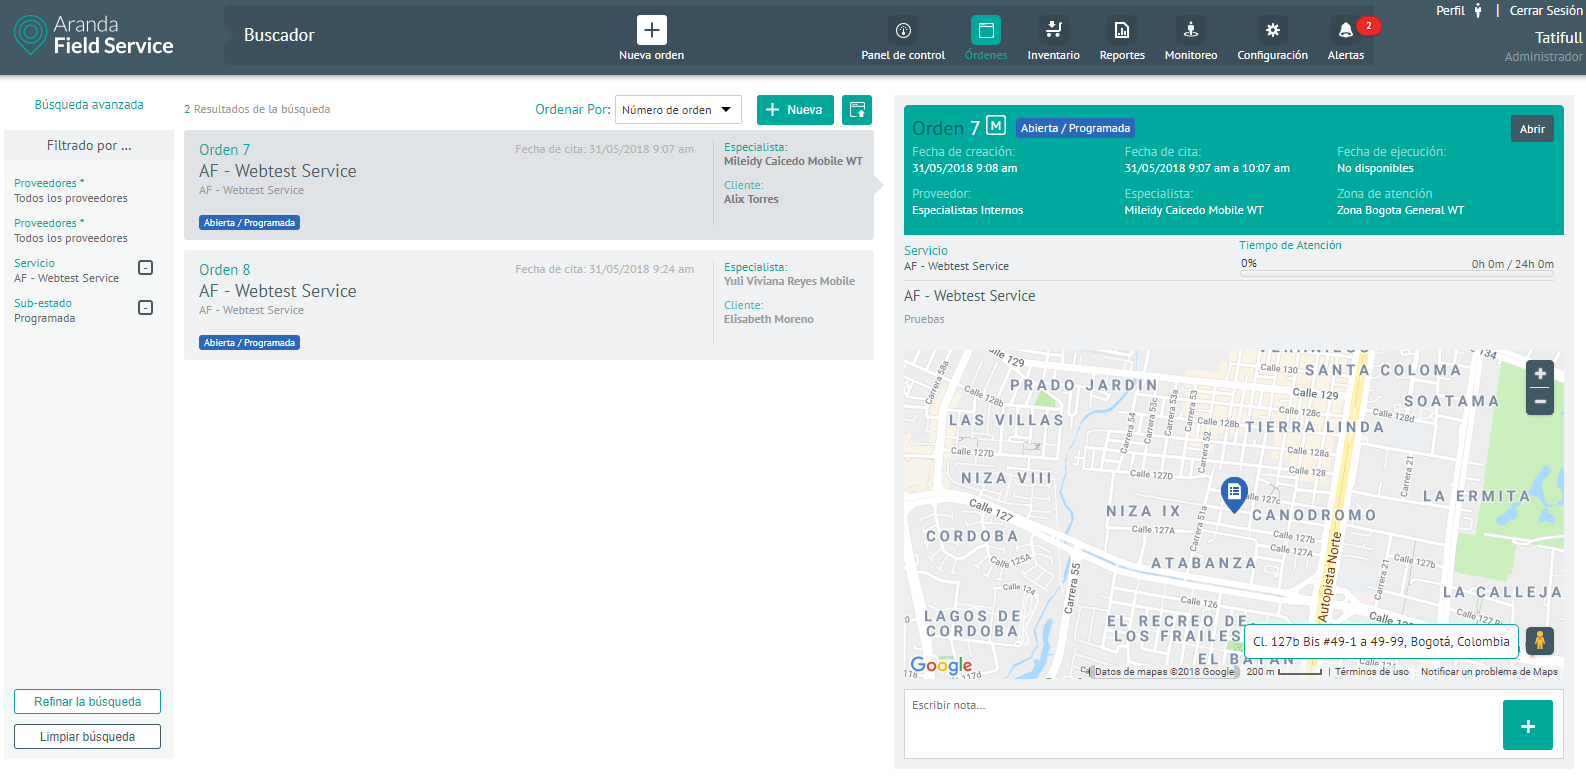 Aranda
Field Service
Buscador
Nueva orden
Panel de control
Órdenes
Inventario
Reportes
Monitoreo
Configuración
Alertas
2
Perfil | Cerrar Sesión
Tatifull
Administrador
Búsqueda avanzada
Filtrado por ...
Proveedores *
Todos los proveedores
Proveedores *
Todos los proveedores
Servicio
AF - Webtest Service
Sub-estado
Programada
Refinar la búsqueda
Limpiar búsqueda
2 Resultados de la búsqueda
Ordenar Por: Número de orden
Nueva
Orden 7
Fecha de cita: 31/05/2018 9:07 am
AF - Webtest Service
AF - Webtest Service
Abierta / Programada
Especialista:
Mileidy Caicedo Mobile WT
Cliente:
Alix Torres
Orden 8
Fecha de cita: 31/05/2018 9:24 am
AF - Webtest Service
AF - Webtest Service
Abierta / Programada
Especialista:
Yuli Viviana Reyes Mobile
Cliente:
Elisabeth Moreno
Orden 7 M Abierta / Programada
Abrir
Fecha de creación:
31/05/2018 9:08 am
Fecha de cita:
31/05/2018 9:07 am a 10:07 am
Fecha de ejecución:
No disponibles
Proveedor:
Especialistas Internos
Especialista:
Mileidy Caicedo Mobile WT
Zona de atención
Zona Bogota General WT
Servicio
AF - Webtest Service
Tiempo de Atención
0%
0h 0m / 24h 0m
AF - Webtest Service
Pruebas
Calle 129
VERANIEGO
134
Calle 130
SANTA COLOMA
Carrera 58a
PRADO JARDIN
Calle 128b
Calle 129
SOATAMA
Carrera 54
Carrera 53c
Carrera 53a
Carrera 53
Calle 128c
Calle 128d
LAS VILLAS
Calle 128b
TIERRA LINDA
Carrera 52
Calle 127D
Calle 128a
Calle 128
NIZA VIII
Calle 127D
Carrera 21
Calle 127c
LA ERMITA
Calle 127
NIZA IX
Carrera 51a
CANODROMO
Calle 127A
CORDOBA
Calle 127b
Calle 127A
Calle 125A
ATABANZA
Carrera 55
Autopista Norte
Carrera 21
Calle 127b
Calle 124
Calle 126
LA CALLEJA
LAGOS DE
CORDOBA
EL RECREO DE
LOS FRAILES
EL BATAN
Cl. 127b Bis #49-1 a 49-99, Bogotá, Colombia
Google
Datos de mapas ©2018 Google
200 m
Términos de uso
Notificar un problema de Maps
Escribir nota...